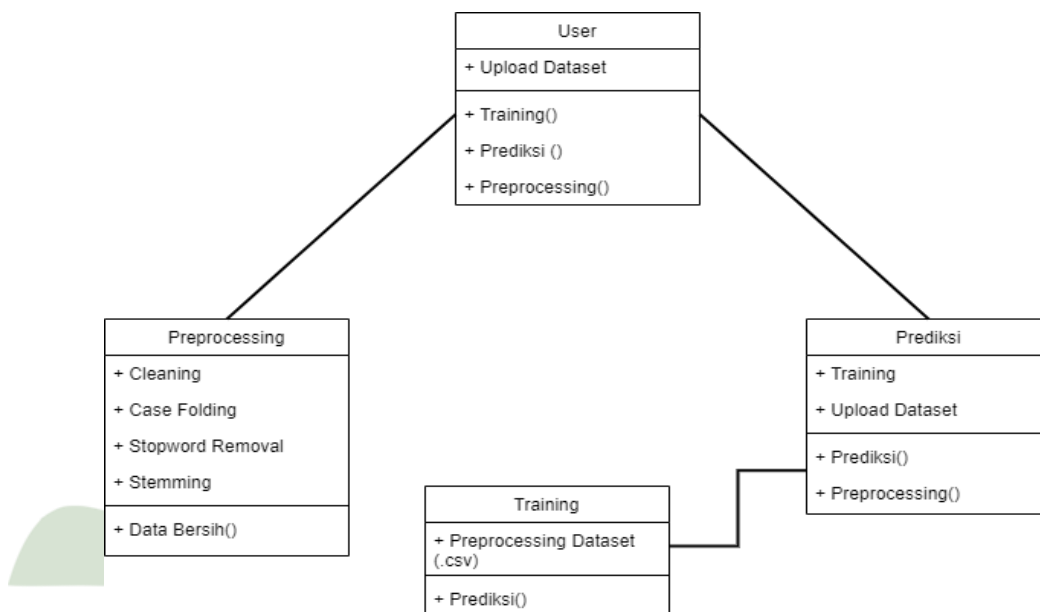 User
+ Upload Dataset
+ Training()
+ Prediksi ()
+ Preprocessing()
Preprocessing
+ Cleaning
+ Case Folding
+ Stopword Removal
+ Stemming
+ Data Bersih()
Prediksi
+ Training
+ Upload Dataset
+ Prediksi()
+ Preprocessing()
Training
+ Preprocessing Dataset
(.csv)
+ Prediksi()